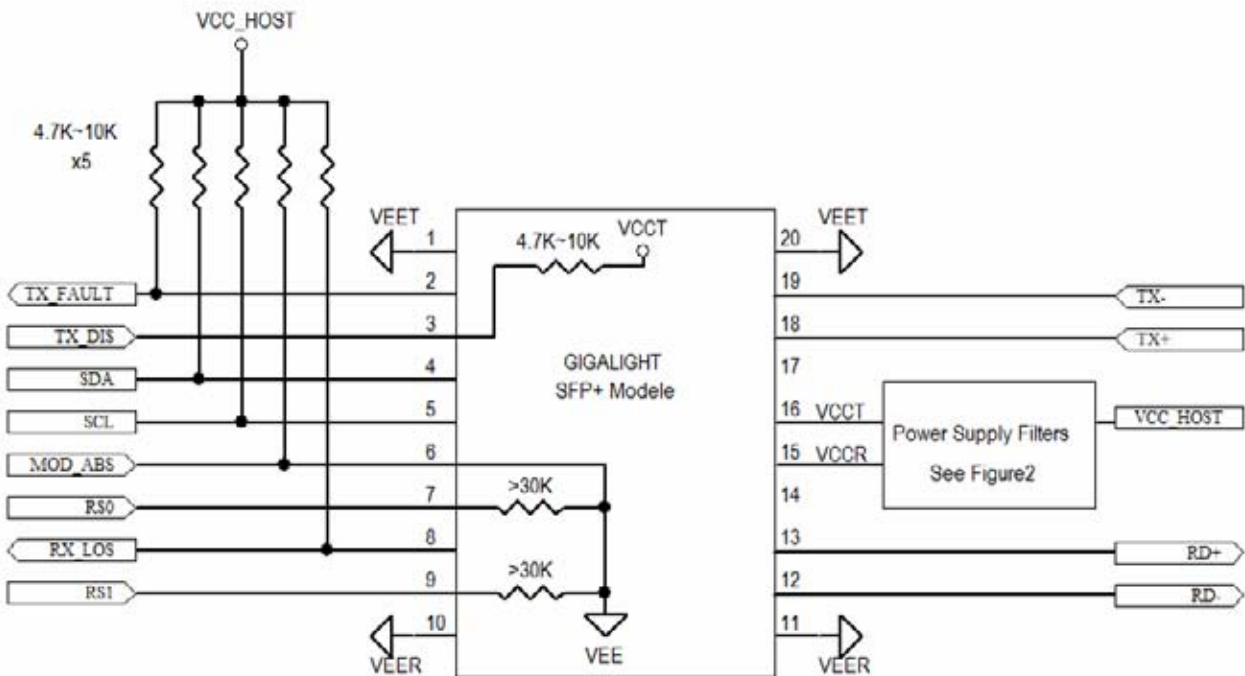 VCC_HOST
4.7K~10K
x5
VEET
1
4.7K~10K
VCCT
20
VEET
TX_FAULT
2
19
TX-
TX_DIS
3
18
TX+
SDA
4
GIGALIGHT
SFP+ Modele
17
SCL
5
16
VCCT
Power Supply Filters
See Figure2
VCC_HOST
MOD_ABS
6
15
VCCR
RS0
7
>30K
14
RX_LOS
8
13
RD+
RS1
9
>30K
12
RD-
10
VEER
VEE
11
VEER